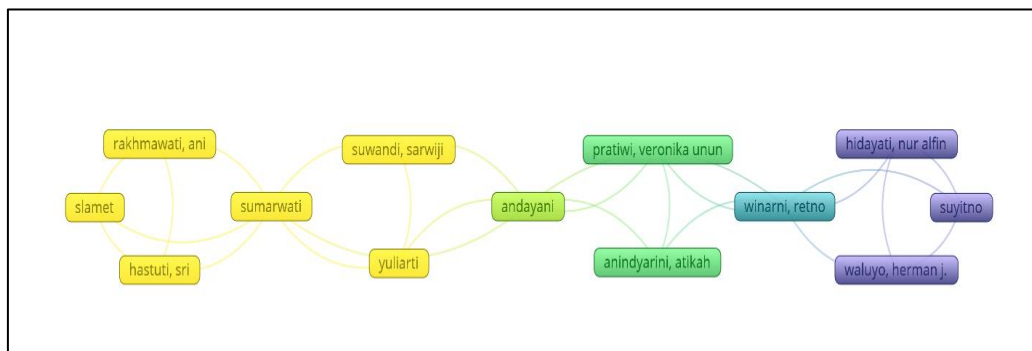 rakhmawati, ani
suwandi, sarwiji
pratiwi, veronika unun
hidayati, nur alfin
slamet
sumarwati
andayani
winarni, retno
suyitno
hastuti, sri
yuliarti
anindyarini, atikah
waluyo, herman j.